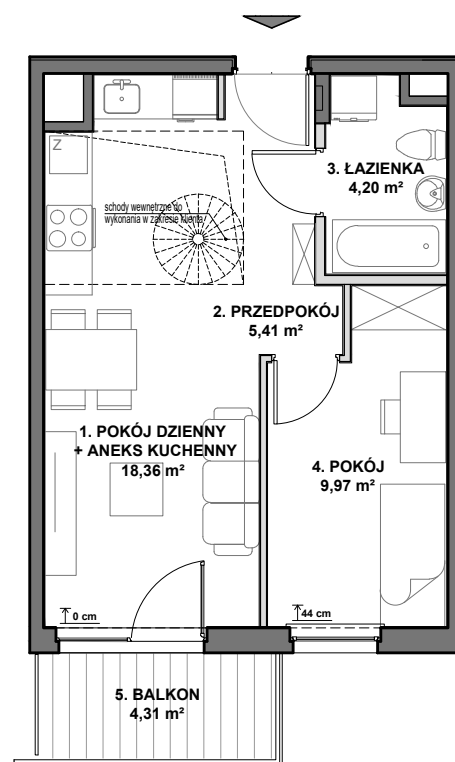 Z
3. ŁAZIENKA
4,20 m²
schody wewnętrzne do
wykonania w zakresie klienta
2. PRZEDPOKÓJ
5,41 m²
1. POKÓJ DZIENNY
+ ANEKS KUCHENNY
18,36 m²
4. POKÓJ
9,97 m²
0 cm
44 cm
5. BALKON
4,31 m²